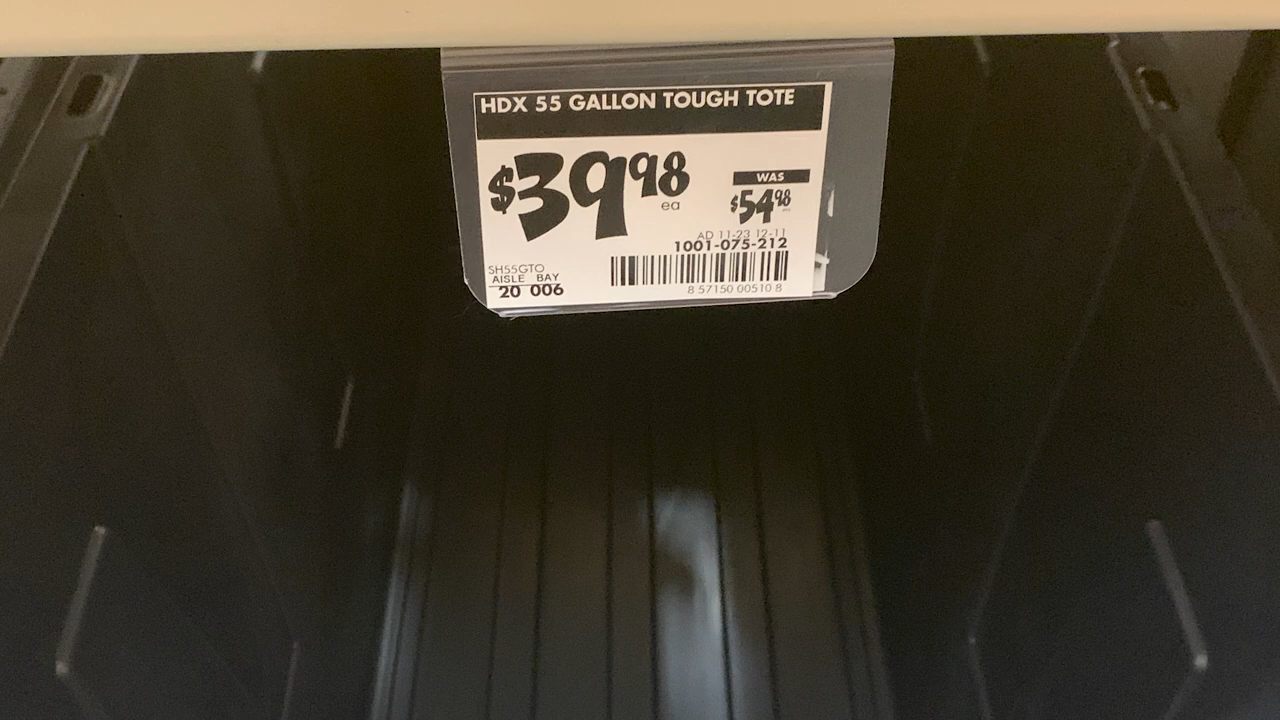 HDX 55 GALLON TOUGH TOTE
$39 98
ea
WAS
$54 98
AD 11-23 12-11
1001-075-212
SH55GTO
AISLE BAY
20 006
8 57150 00510 8